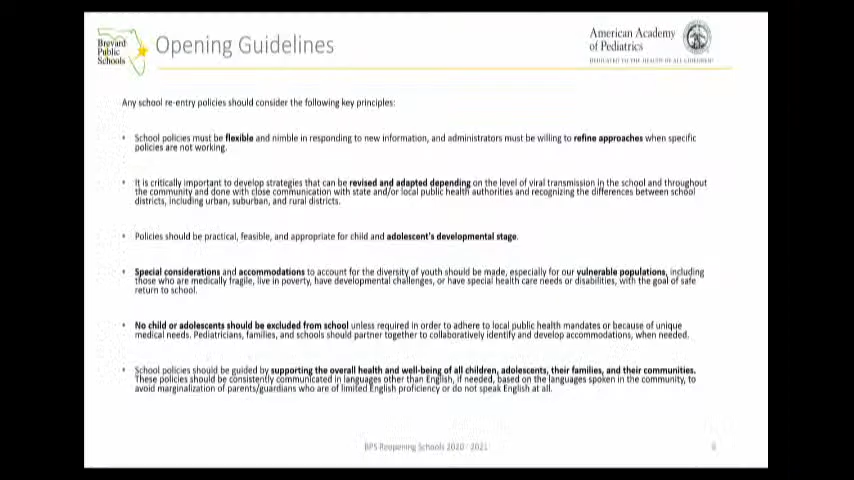 Brevard
Public
Schools
Opening Guidelines
American Academy
of Pediatrics
DEDICATED TO THE HEALTH OF ALL CHILDREN
Any school re-entry policies should consider the following key principles:
• School policies must be flexible and nimble in responding to new information, and administrators must be willing to refine approaches when specific
policies are not working.
• It is critically important to develop strategies that can be revised and adapted depending on the level of viral transmission in the school and throughout
the community and done with close communication with state and/or local public health authorities and recognizing the differences between school
districts, including urban, suburban, and rural districts.
• Policies should be practical, feasible, and appropriate for child and adolescent's developmental stage.
• Special considerations and accommodations to account for the diversity of youth should be made, especially for our vulnerable populations, including
those who are medically fragile, live in poverty, have developmental challenges, or have special health care needs or disabilities, with the goal of safe
return to school.
• No child or adolescents should be excluded from school unless required in order to adhere to local public health mandates or because of unique
medical needs. Pediatricians, families, and schools should partner together to collaboratively identify and develop accommodations, when needed.
• School policies should be guided by supporting the overall health and well-being of all children, adolescents, their families, and their communities.
These policies should be consistently communicated in languages other than English, if needed, based on the languages spoken in the community, to
avoid marginalization of parents/guardians who are of limited English proficiency or do not speak English at all.
BPS Reopening Schools 2020 - 2021